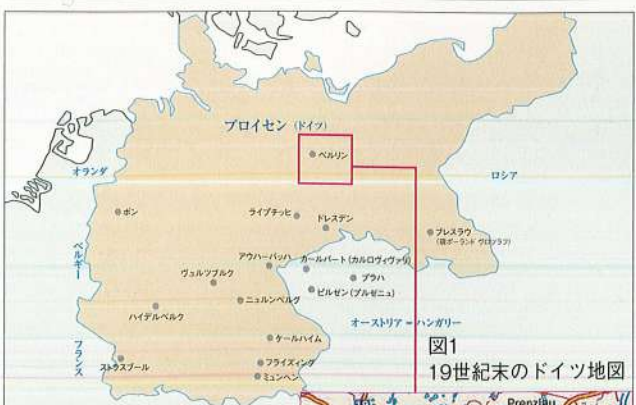 プロイセン（ドイツ）
ベルリン
オランダ
ロシア
ボン
ライプチッヒ
ドレスデン
ブレスラウ
(現ポーランド ヴロツラフ)
ベルギー
アウハーバッハ
カールバート(カルロヴィヴァリ)
ヴュルツブルク
プラハ
ニュルンベルグ
ピルゼン(プルゼニュ)
ハイデルベルク
オーストリア＝ハンガリー
ケールハイム
フランス
ストラスブール
フライズィング
ミュンヘン
図1
19世紀末のドイツ地図
Prenzlau